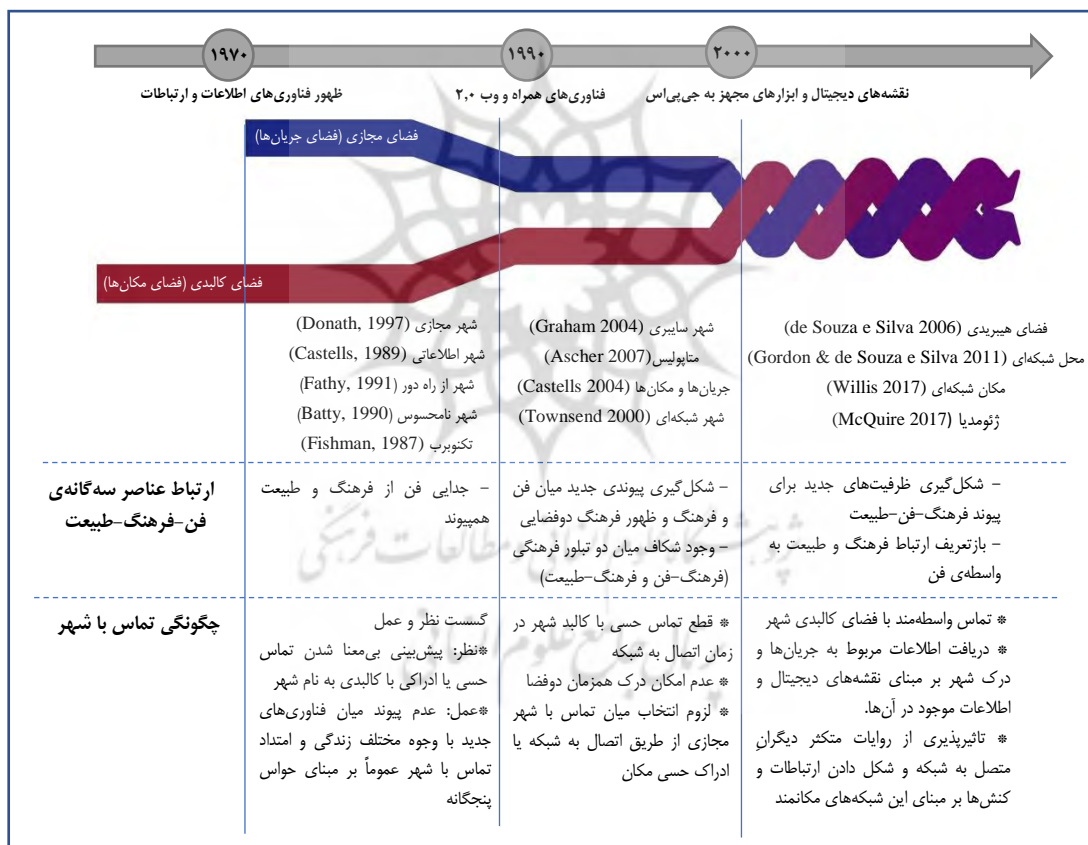 ۱۹۷۰
۱۹۹۰
۲۰۰۰
ظهور فناوری‌های اطلاعات و ارتباطات
فناوری‌های همراه و وب ۲,۰
نقشه‌های دیجیتال و ابزارهای مجهز به جی‌پی‌اس
فضای مجازی (فضای جریان‌ها)
فضای کالبدی (فضای مکان‌ها)
شهر مجازی (Donath, 1997)
شهر اطلاعاتی (Castells, 1989)
شهر از راه دور (Fathy, 1991)
شهر نامحسوس (Batty, 1990)
تکنوبرب (Fishman, 1987)
شهر سایبری (Graham 2004)
متاپولیس(Ascher 2007)
جریان‌ها و مکان‌ها (Castells 2004)
شهر شبکه‌ای (Townsend 2000)
فضای هیبریدی (de Souza e Silva 2006)
محل شبکه‌ای (Gordon & de Souza e Silva 2011)
مکان شبکه‌ای (Willis 2017)
ژئومدیا (McQuire 2017)
ارتباط عناصر سه‌گانه‌ی
فن-فرهنگ-طبیعت
- جدایی فن از فرهنگ و طبیعت
همپیوند
- شکل‌گیری پیوندی جدید میان فن
و فرهنگ و ظهور فرهنگ دوفضایی
- وجود شکاف میان دو تبلور فرهنگی
(فرهنگ-فن و فرهنگ-طبیعت)
- شکل‌گیری ظرفیت‌های جدید برای
پیوند فرهنگ-فن-طبیعت
- بازتعریف ارتباط فرهنگ و طبیعت به
واسطه‌ی فن
چگونگی تماس با شهر
گسست نظر و عمل
*نظر: پیش‌بینی بی‌معنا شدن تماس
حسی یا ادراکی با کالبدی به نام شهر
*عمل: عدم پیوند میان فناوری‌های
جدید با وجوه مختلف زندگی و امتداد
تماس با شهر عموماً بر مبنای حواس
پنجگانه
* قطع تماس حسی با کالبد شهر در
زمان اتصال به شبکه
* عدم امکان درک همزمان دوفضا
* لزوم انتخاب میان تماس با شهر
مجازی از طریق اتصال به شبکه یا
ادراک حسی مکان
* تماس واسطه‌مند با فضای کالبدی شهر
* دریافت اطلاعات مربوط به جریان‌ها و
درک شهر بر مبنای نقشه‌های دیجیتال و
اطلاعات موجود در آن‌ها.
* تاثیرپذیری از روایات متکثر دیگرانِ
متصل به شبکه و شکل دادن ارتباطات و
کنش‌ها بر مبنای این شبکه‌های مکانمند
پژوهشگاه علوم انسانی و مطالعات فرهنگی
پرتال جامع علوم انسانی